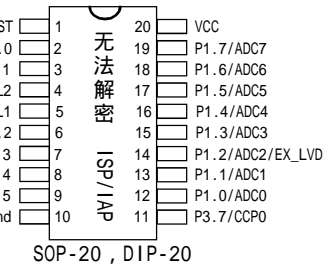 ST 1 20 VCC
.0 2 19 P1.7/ADC7
1 3 18 P1.6/ADC6
L2 4 17 P1.5/ADC5
L1 5 16 P1.4/ADC4
.2 6 15 P1.3/ADC3
3 7 14 P1.2/ADC2/EX_LVD
4 8 13 P1.1/ADC1
5 9 12 P1.0/ADC0
nd 10 11 P3.7/CCP0
无法解密
ISP/IAP
SOP-20,DIP-20